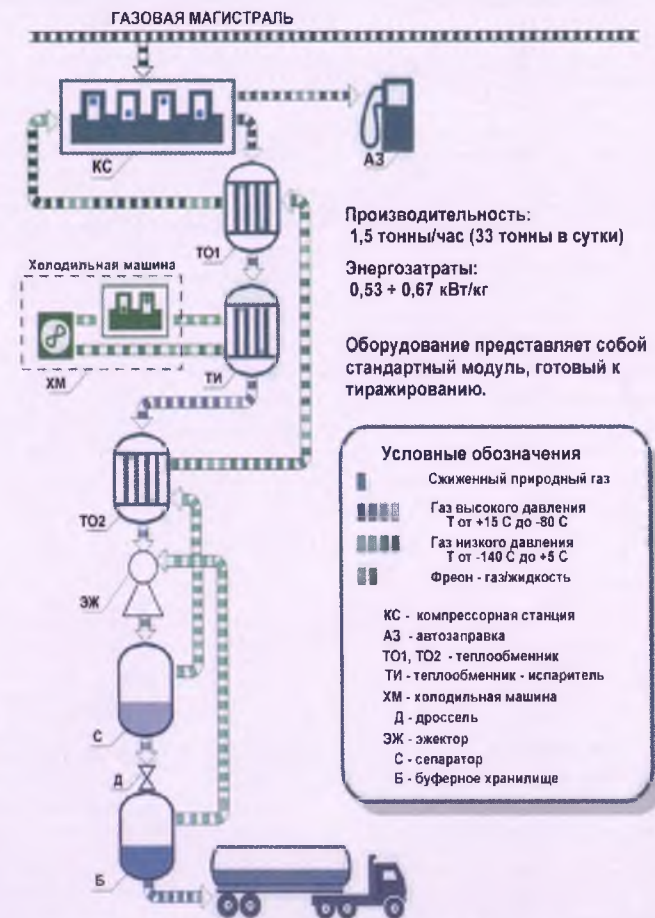 ГАЗОВАЯ МАГИСТРАЛЬ
КС
АЗ
ТО1
Производительность:
1,5 тонны/час (33 тонны в сутки)
Энергозатраты:
0,53 + 0,67 кВт/кг
Холодильная машина
ХМ
ТИ
Оборудование представляет собой
стандартный модуль, готовый к
тиражированию.
ТО2
ЭЖ
С
Д
Б
Условные обозначения
Сжиженный природный газ
Газ высокого давления
Т от +15 С до -80 С
Газ низкого давления
Т от -140 С до +5 С
Фреон - газ/жидкость
КС - компрессорная станция
АЗ - автозаправка
ТО1, ТО2 - теплообменник
ТИ - теплообменник - испаритель
ХМ - холодильная машина
Д - дроссель
ЭЖ - эжектор
С - сепаратор
Б - буферное хранилище